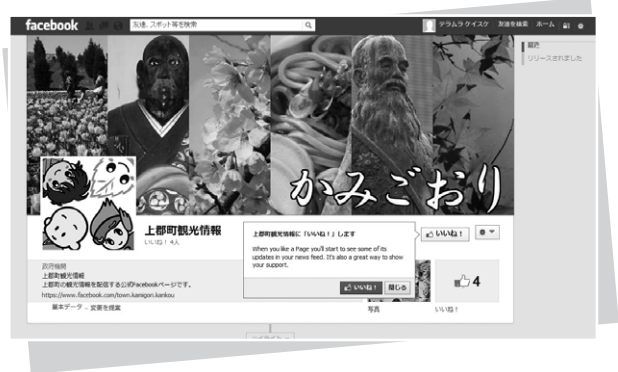 facebook
友達、スポット等を検索
テラムラ ケイスケ 友達を検索 ホーム
最近
リリースされました
かみごおり
上郡町観光情報
いいね！ 4人
上郡町観光情報に「いいね！」します
When you like a Page you'll start to see some of its
updates in your news feed. It's also a great way to show
your support.
いいね！ 閉じる
いいね！
政府機関
上郡町観光情報
上郡町の観光情報を配信する公式Facebookページです。
https://www.facebook.com/town.kamigori.kankou
基本データ - 変更を提案
4
写真
いいね！